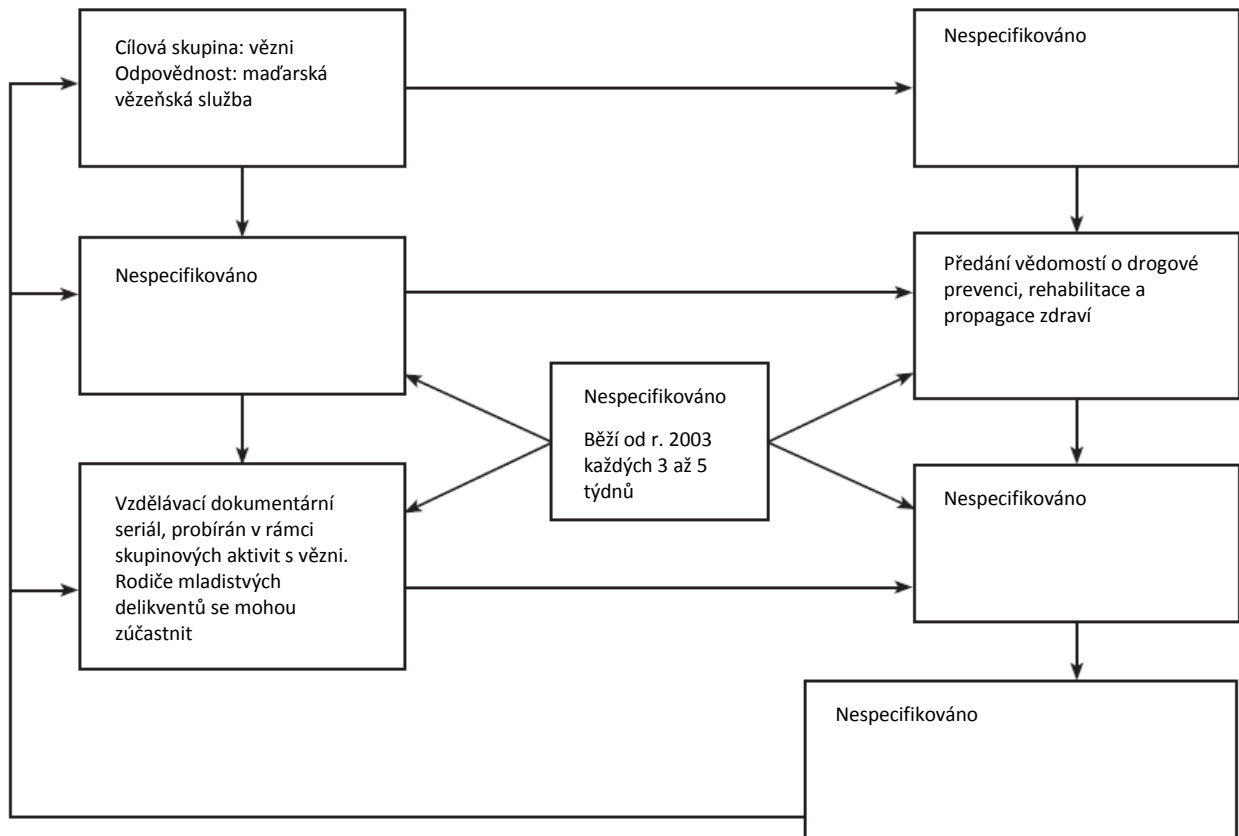 Cílová skupina: vězni
Odpovědnost: maďarská
vězeňská služba
Nespecifikováno
Nespecifikováno
Předání vědomostí o drogové
prevenci, rehabilitace a
propagace zdraví
Nespecifikováno
Běží od r. 2003
každých 3 až 5
týdnů
Vzdělávací dokumentární
seriál, probírán v rámci
skupinových aktivit s vězni.
Rodiče mladistvých
delikventů se mohou
zúčastnit
Nespecifikováno
Nespecifikováno